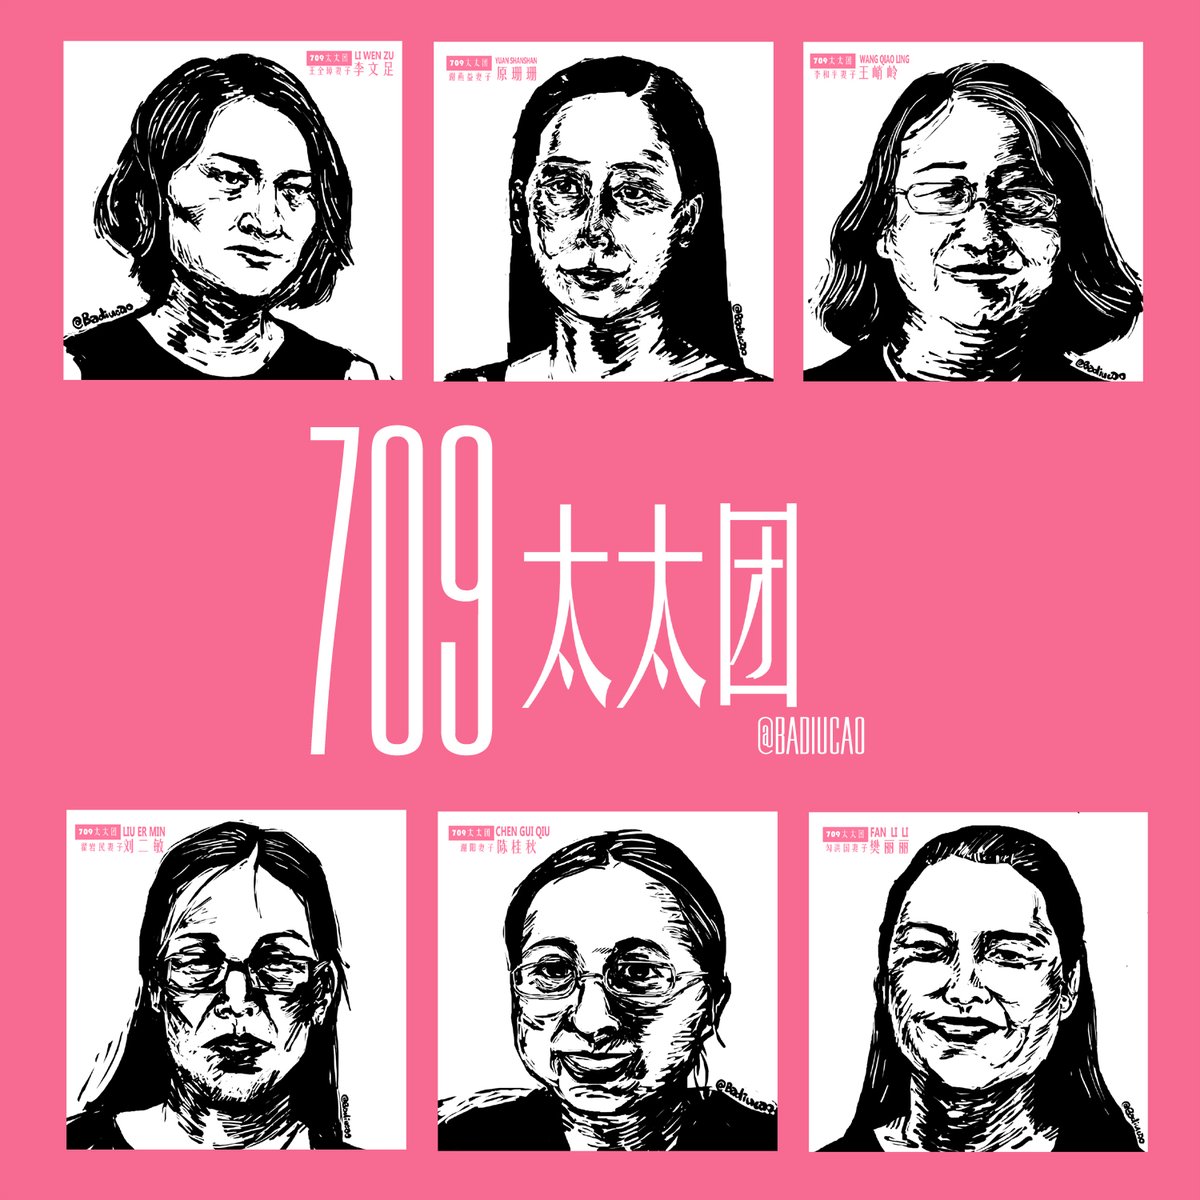 709太太团 LI WEN ZU
王全璋妻子 李文足
@Badiucao
709太太团 YUAN SHANSHAN
谢燕益妻子 原珊珊
@Badiucao
709太太团 WANG QIAO LING
李和平妻子 王峭岭
@Badiucao
709 太太团
@BADIUCAO
709太太团 LIU ER MIN
翟岩民妻子 刘二敏
@Badiucao
709太太团 CHEN GUI QIU
谢阳妻子 陈桂秋
@Badiucao
709太太团 FAN LI LI
勾洪国妻子 樊丽丽
@Badiucao